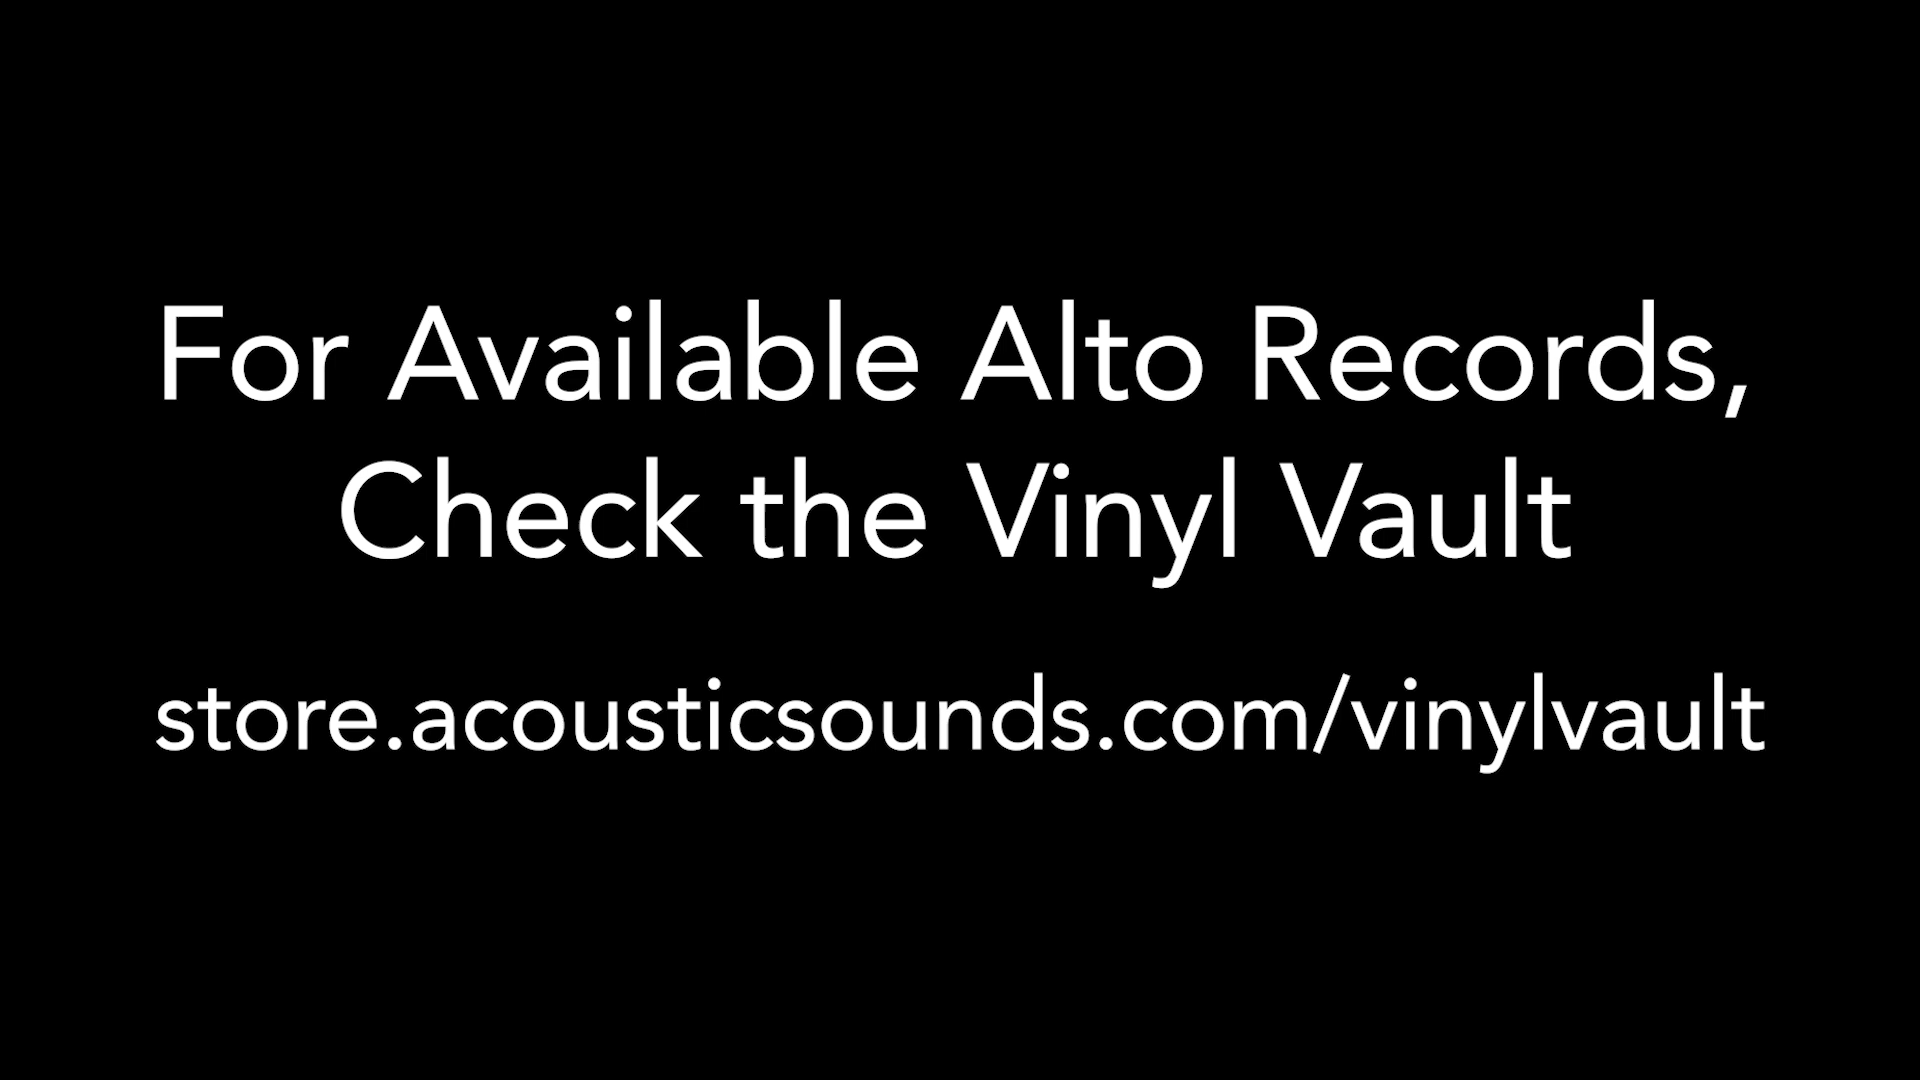 For Available Alto Records,
Check the Vinyl Vault
store.acousticsounds.com/vinylvault